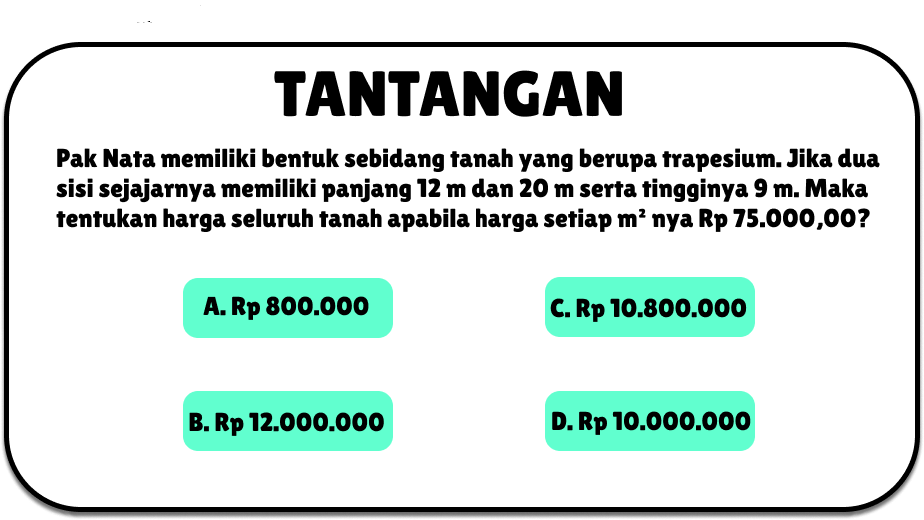 TANTANGAN
Pak Nata memiliki bentuk sebidang tanah yang berupa trapesium. Jika dua
sisi sejajarnya memiliki panjang 12 m dan 20 m serta tingginya 9 m. Maka
tentukan harga seluruh tanah apabila harga setiap m² nya Rp 75.000,00?
A. Rp 800.000
C. Rp 10.800.000
B. Rp 12.000.000
D. Rp 10.000.000